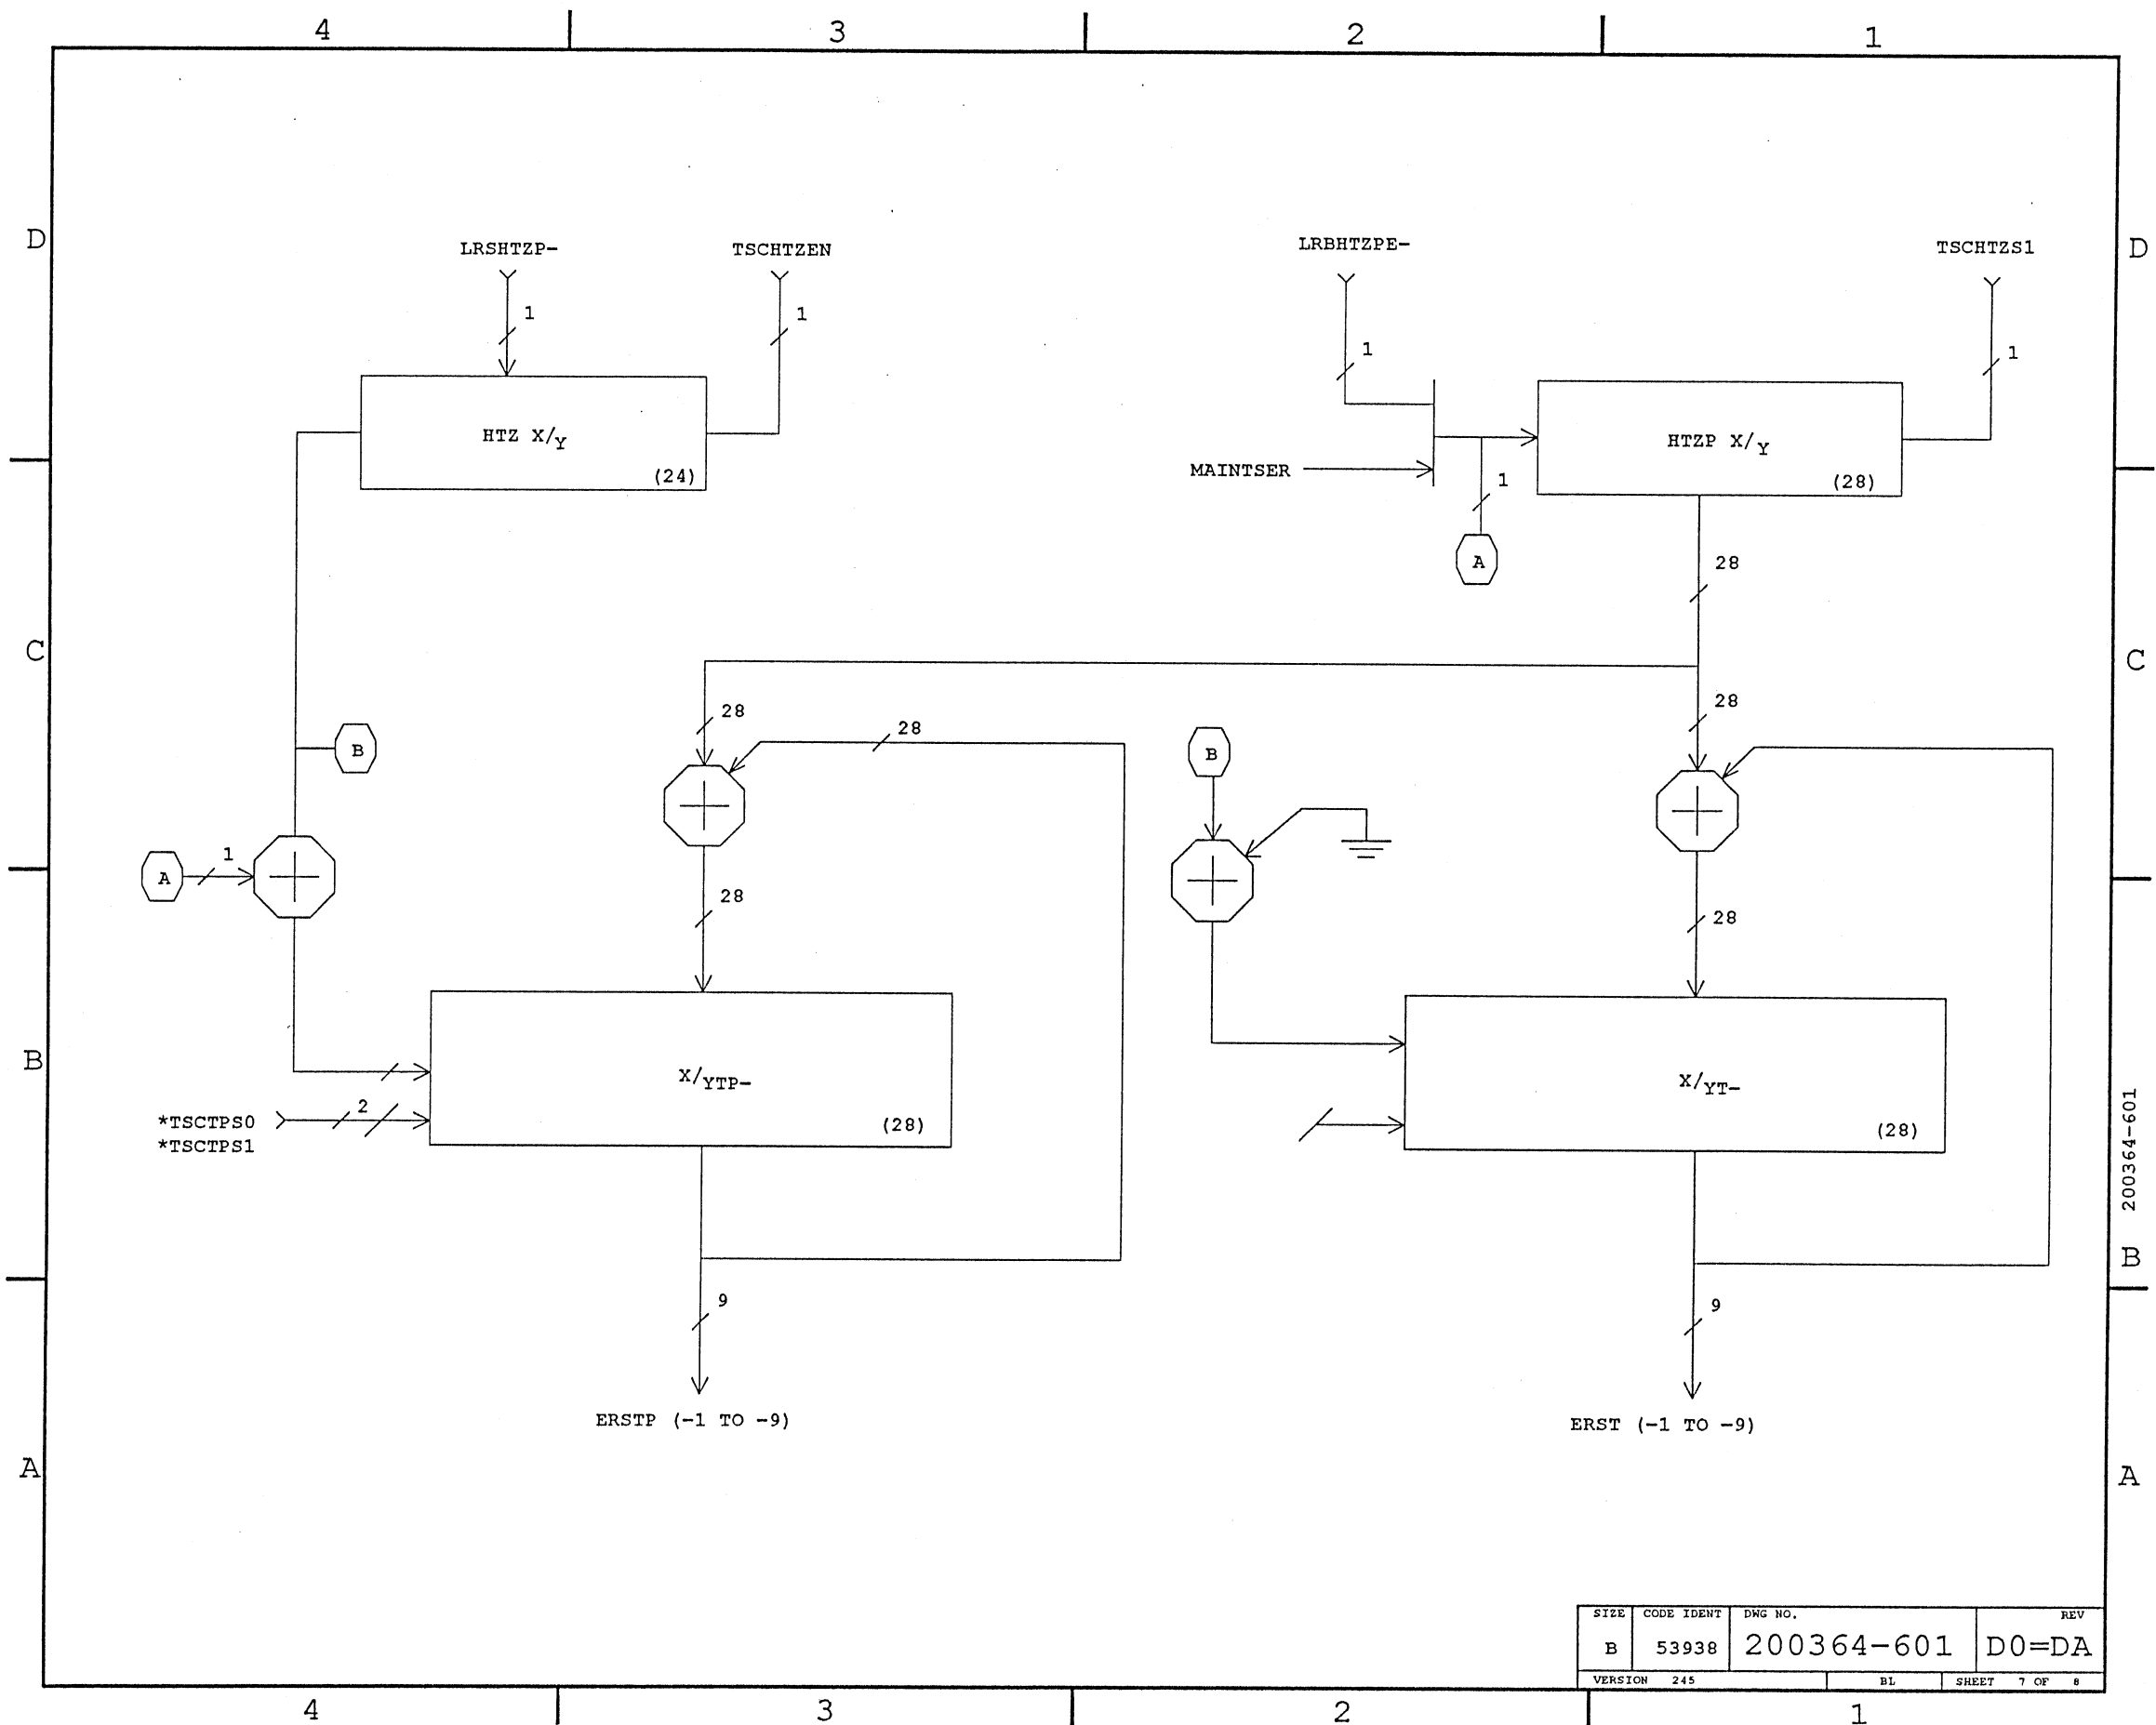 4 3 2 1
D D
LRSHTZP- TSCHTZEN LRBHTZPE- TSCHTZS1
1 1 1 1
HTZ X/Y
(24)
MAINTSER
1
A
HTZP X/Y
(28)
28
C C
28 28 28
B B
A 1
28 28
B
X/YTP-
(28)
*TSCTPS0 2
*TSCTPS1
X/YT-
(28)
200364-601
B
9 9
ERSTP (-1 TO -9) ERST (-1 TO -9)
A A
SIZE CODE IDENT DWG NO. REV
B 53938 200364-601 D0=DA
VERSION 245 BL SHEET 7 OF 8
4 3 2 1